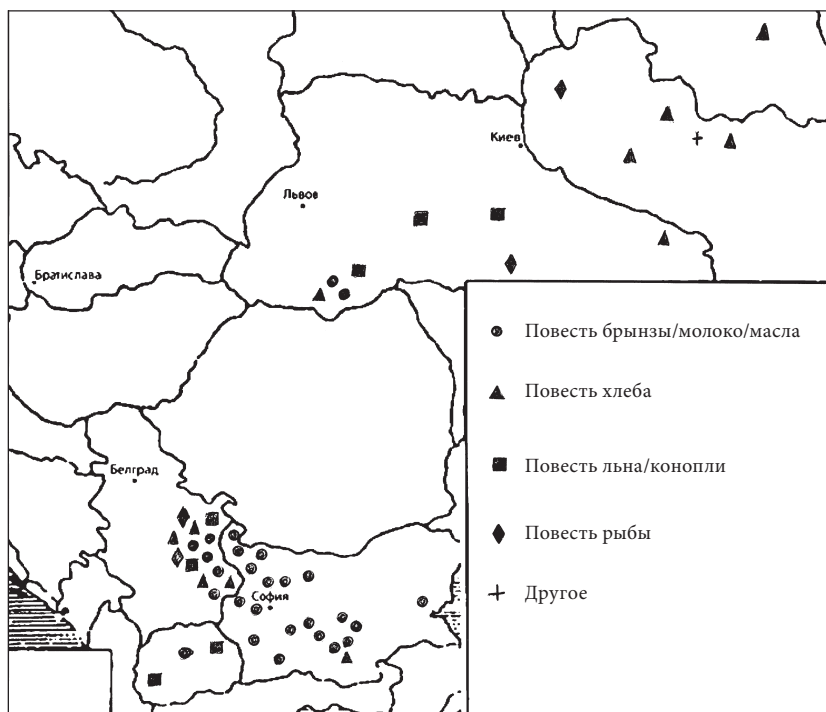 Киев
Львов
Братислава
Белград
София
Повесть брынзы/молоко/масла
Повесть хлеба
Повесть льна/конопли
Повесть рыбы
Другое